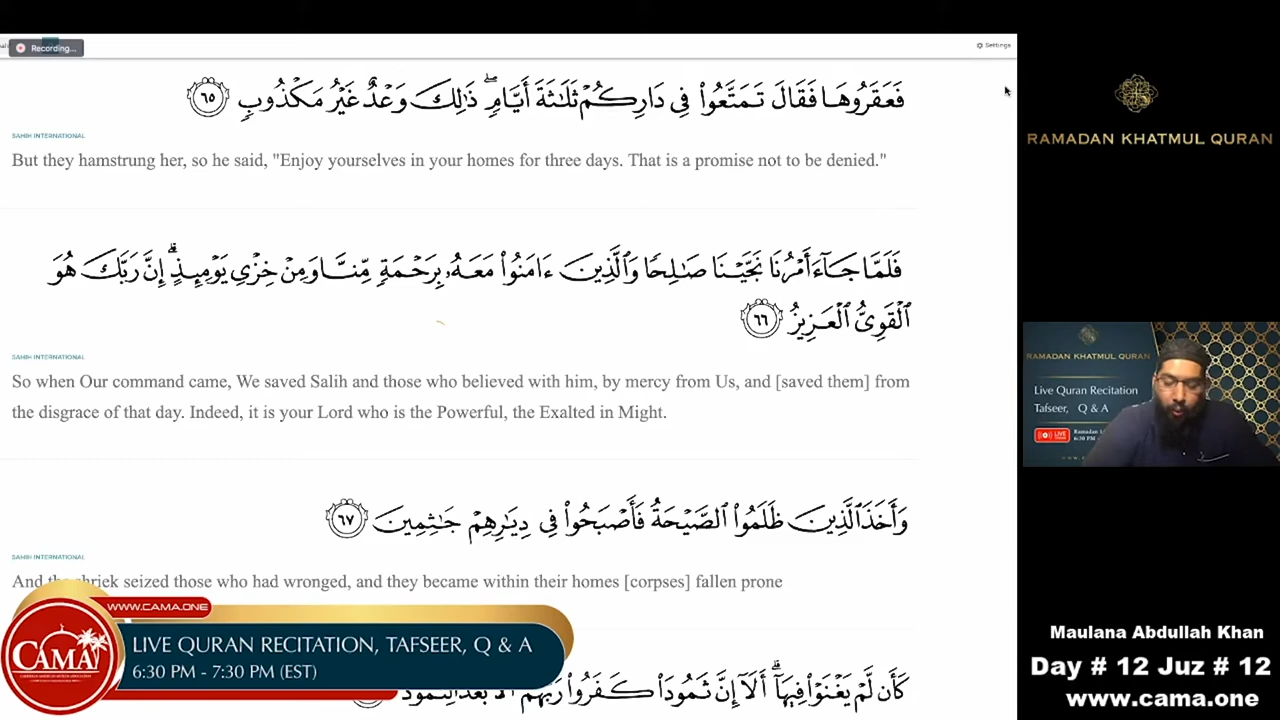 Recording...
Settings
فَعَقَرُوهَا فَقَالَ تَمَتَّعُوا۟ فِى دَارِكُمْ ثَلَـٰثَةَ أَيَّامٍ ۖ ذَٰلِكَ وَعْدٌ غَيْرُ مَكْذُوبٍ ٦٥
SAHIH INTERNATIONAL
But they hamstrung her, so he said, "Enjoy yourselves in your homes for three days. That is a promise not to be denied."
فَلَمَّا جَآءَ أَمْرُنَا نَجَّيْنَا صَـٰلِحًا وَٱلَّذِينَ ءَامَنُوا۟ مَعَهُۥ بِرَحْمَةٍ مِّنَّا وَمِنْ خِزْىِ يَوْمِئِذٍ ۗ إِنَّ رَبَّكَ هُوَ
ٱلْقَوِىُّ ٱلْعَزِيزُ ٦٦
SAHIH INTERNATIONAL
So when Our command came, We saved Salih and those who believed with him, by mercy from Us, and [saved them] from
the disgrace of that day. Indeed, it is your Lord who is the Powerful, the Exalted in Might.
وَأَخَذَ ٱلَّذِينَ ظَلَمُوا۟ ٱلصَّيْحَةُ فَأَصْبَحُوا۟ فِى دِيَـٰرِهِمْ جَـٰثِمِينَ ٦٧
SAHIH INTERNATIONAL
And the shriek seized those who had wronged, and they became within their homes [corpses] fallen prone
كَأَن لَّمْ يَغْنَوْا۟ فِيهَآ ۗ أَلَآ إِنَّ ثَمُودَا۟ كَفَرُوا۟ رَبَّهُمْ
WWW.CAMA.ONE
CAMA
LIVE QURAN RECITATION, TAFSEER, Q & A
6:30 PM - 7:30 PM (EST)
RAMADAN KHATMUL QURAN
RAMADAN KHATMUL QURAN
Live Quran Recitation
Tafseer, Q & A
LIVE
Maulana Abdullah Khan
Day # 12 Juz # 12
www.cama.one